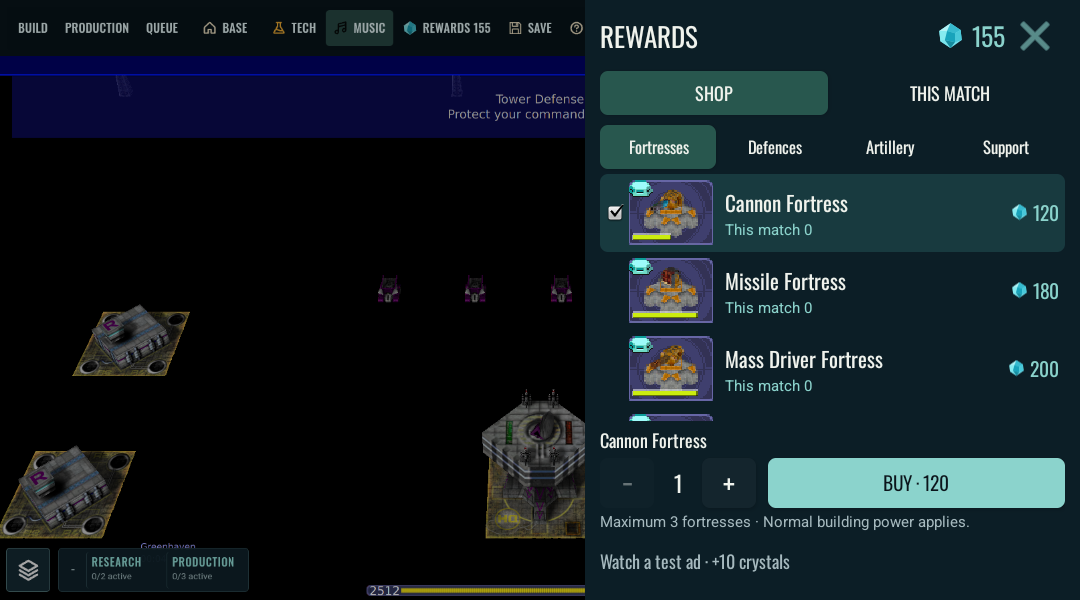 BUILD PRODUCTION QUEUE BASE TECH MUSIC REWARDS 155 SAVE
Tower Defense
Protect your command
Greenhaven
- RESEARCH PRODUCTION
0/2 active 0/3 active
2512
REWARDS 155
SHOP THIS MATCH
Fortresses Defences Artillery Support
Cannon Fortress 120
This match 0
Missile Fortress 180
This match 0
Mass Driver Fortress 200
This match 0
Cannon Fortress
- 1 + BUY · 120
Maximum 3 fortresses · Normal building power applies.
Watch a test ad · +10 crystals